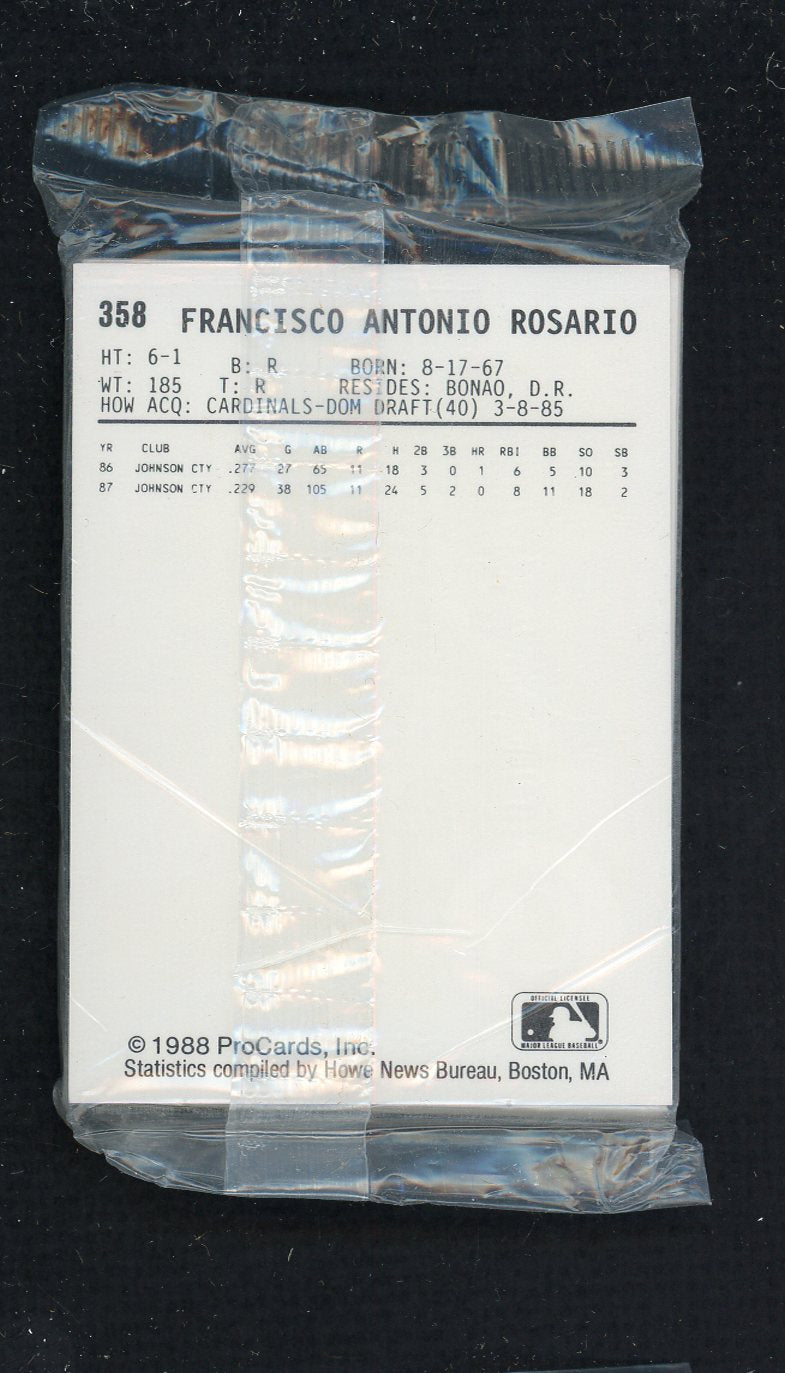 358 FRANCISCO ANTONIO ROSARIO
HT: 6-1 B: R BORN: 8-17-67
WT: 185 T: R RESIDES: BONAO, D.R.
HOW ACQ: CARDINALS-DOM DRAFT(40) 3-8-85
YR CLUB AVG G AB R H 2B 3B HR RBI BB SO SB
86 JOHNSON CTY .277 27 65 11 18 3 0 1 6 5 10 3
87 JOHNSON CTY .229 38 105 11 24 5 2 0 8 11 18 2
OFFICIAL LICENSEE
MAJOR LEAGUE BASEBALL®
© 1988 ProCards, Inc.
Statistics compiled by Howe News Bureau, Boston, MA